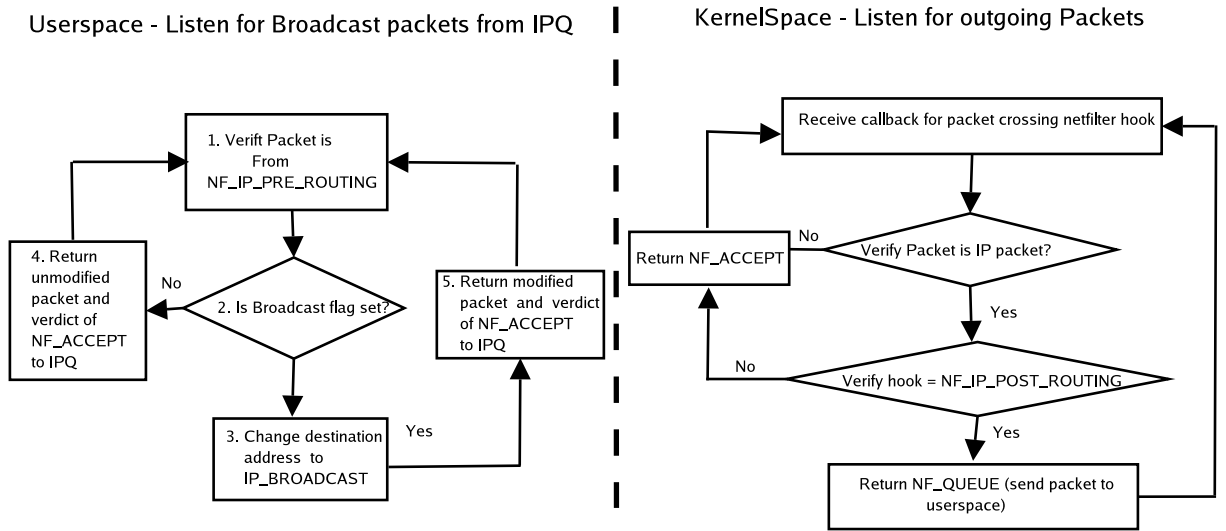 Userspace - Listen for Broadcast packets from IPQ
1. Verift Packet is
From
NF_IP_PRE_ROUTING
4. Return
unmodified
packet and
verdict of
NF_ACCEPT
to IPQ
No
2. Is Broadcast flag set?
5. Return modified
packet and verdict
of NF_ACCEPT
to IPQ
3. Change destination
address to
IP_BROADCAST
Yes
KernelSpace - Listen for outgoing Packets
Receive callback for packet crossing netfilter hook
Return NF_ACCEPT
No
Verify Packet is IP packet?
Yes
No
Verify hook = NF_IP_POST_ROUTING
Yes
Return NF_QUEUE (send packet to
userspace)